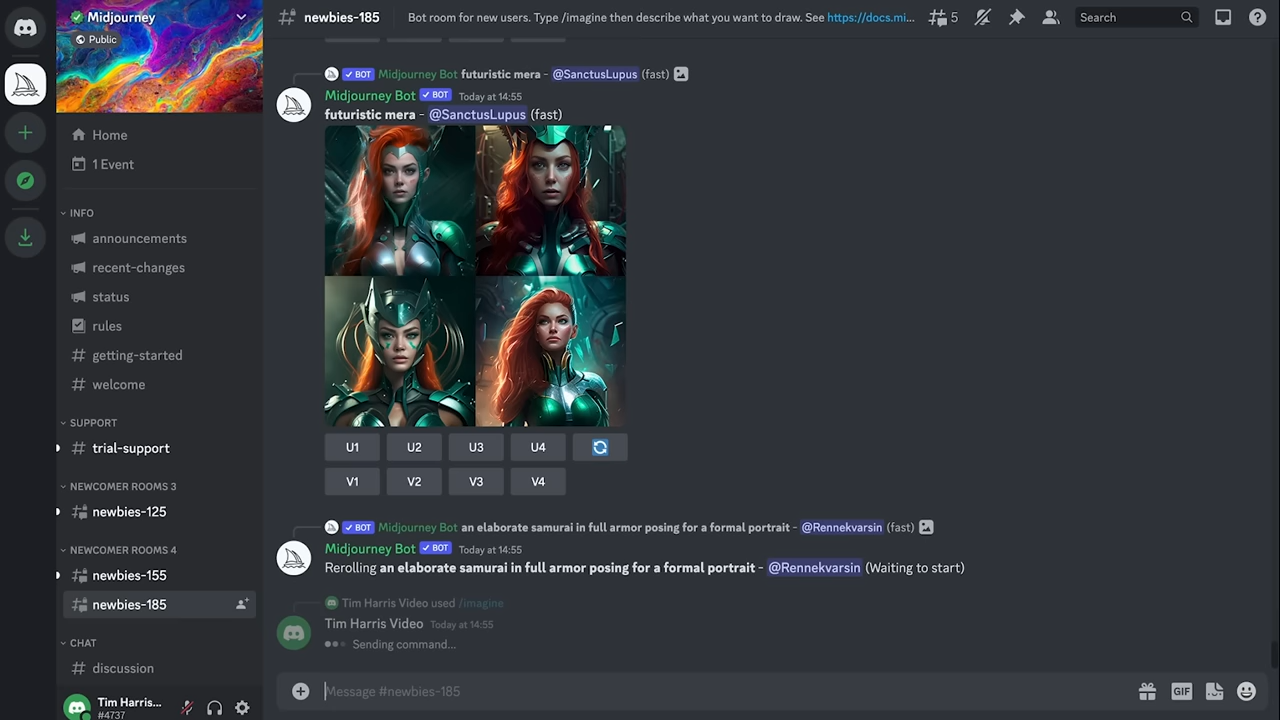 Midjourney
Public
Home
1 Event
INFO
announcements
recent-changes
status
rules
getting-started
welcome
SUPPORT
trial-support
NEWCOMER ROOMS 3
newbies-125
NEWCOMER ROOMS 4
newbies-155
newbies-185
CHAT
discussion
Tim Harris...
#4737
newbies-185
Bot room for new users. Type /imagine then describe what you want to draw. See https://docs.mi...
5
Search
BOT Midjourney Bot futuristic mera - @SanctusLupus (fast)
Midjourney Bot BOT Today at 14:55
futuristic mera - @SanctusLupus (fast)
U1 U2 U3 U4
V1 V2 V3 V4
BOT Midjourney Bot an elaborate samurai in full armor posing for a formal portrait - @Rennekvarsin (fast)
Midjourney Bot BOT Today at 14:55
Rerolling an elaborate samurai in full armor posing for a formal portrait - @Rennekvarsin (Waiting to start)
Tim Harris Video used /imagine
Tim Harris Video Today at 14:55
Sending command...
Message #newbies-185
GIF